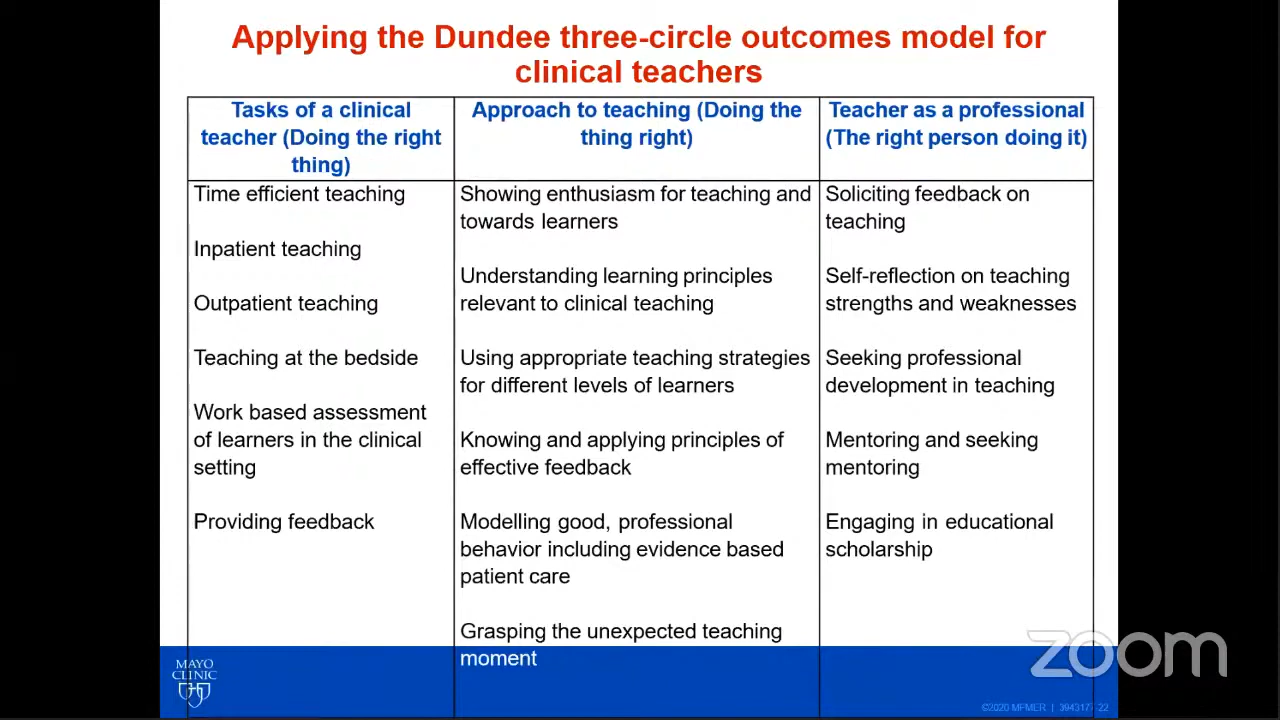 Applying the Dundee three-circle outcomes model for
clinical teachers
Tasks of a clinical
teacher (Doing the right
thing)
Time efficient teaching
Inpatient teaching
Outpatient teaching
Teaching at the bedside
Work based assessment
of learners in the clinical
setting
Providing feedback
Approach to teaching (Doing the
thing right)
Showing enthusiasm for teaching and
towards learners
Understanding learning principles
relevant to clinical teaching
Using appropriate teaching strategies
for different levels of learners
Knowing and applying principles of
effective feedback
Modelling good, professional
behavior including evidence based
patient care
Grasping the unexpected teaching
moment
Teacher as a professional
(The right person doing it)
Soliciting feedback on
teaching
Self-reflection on teaching
strengths and weaknesses
Seeking professional
development in teaching
Mentoring and seeking
mentoring
Engaging in educational
scholarship
MAYO
CLINIC
zoom
©2020 MFMER | 3943177-22